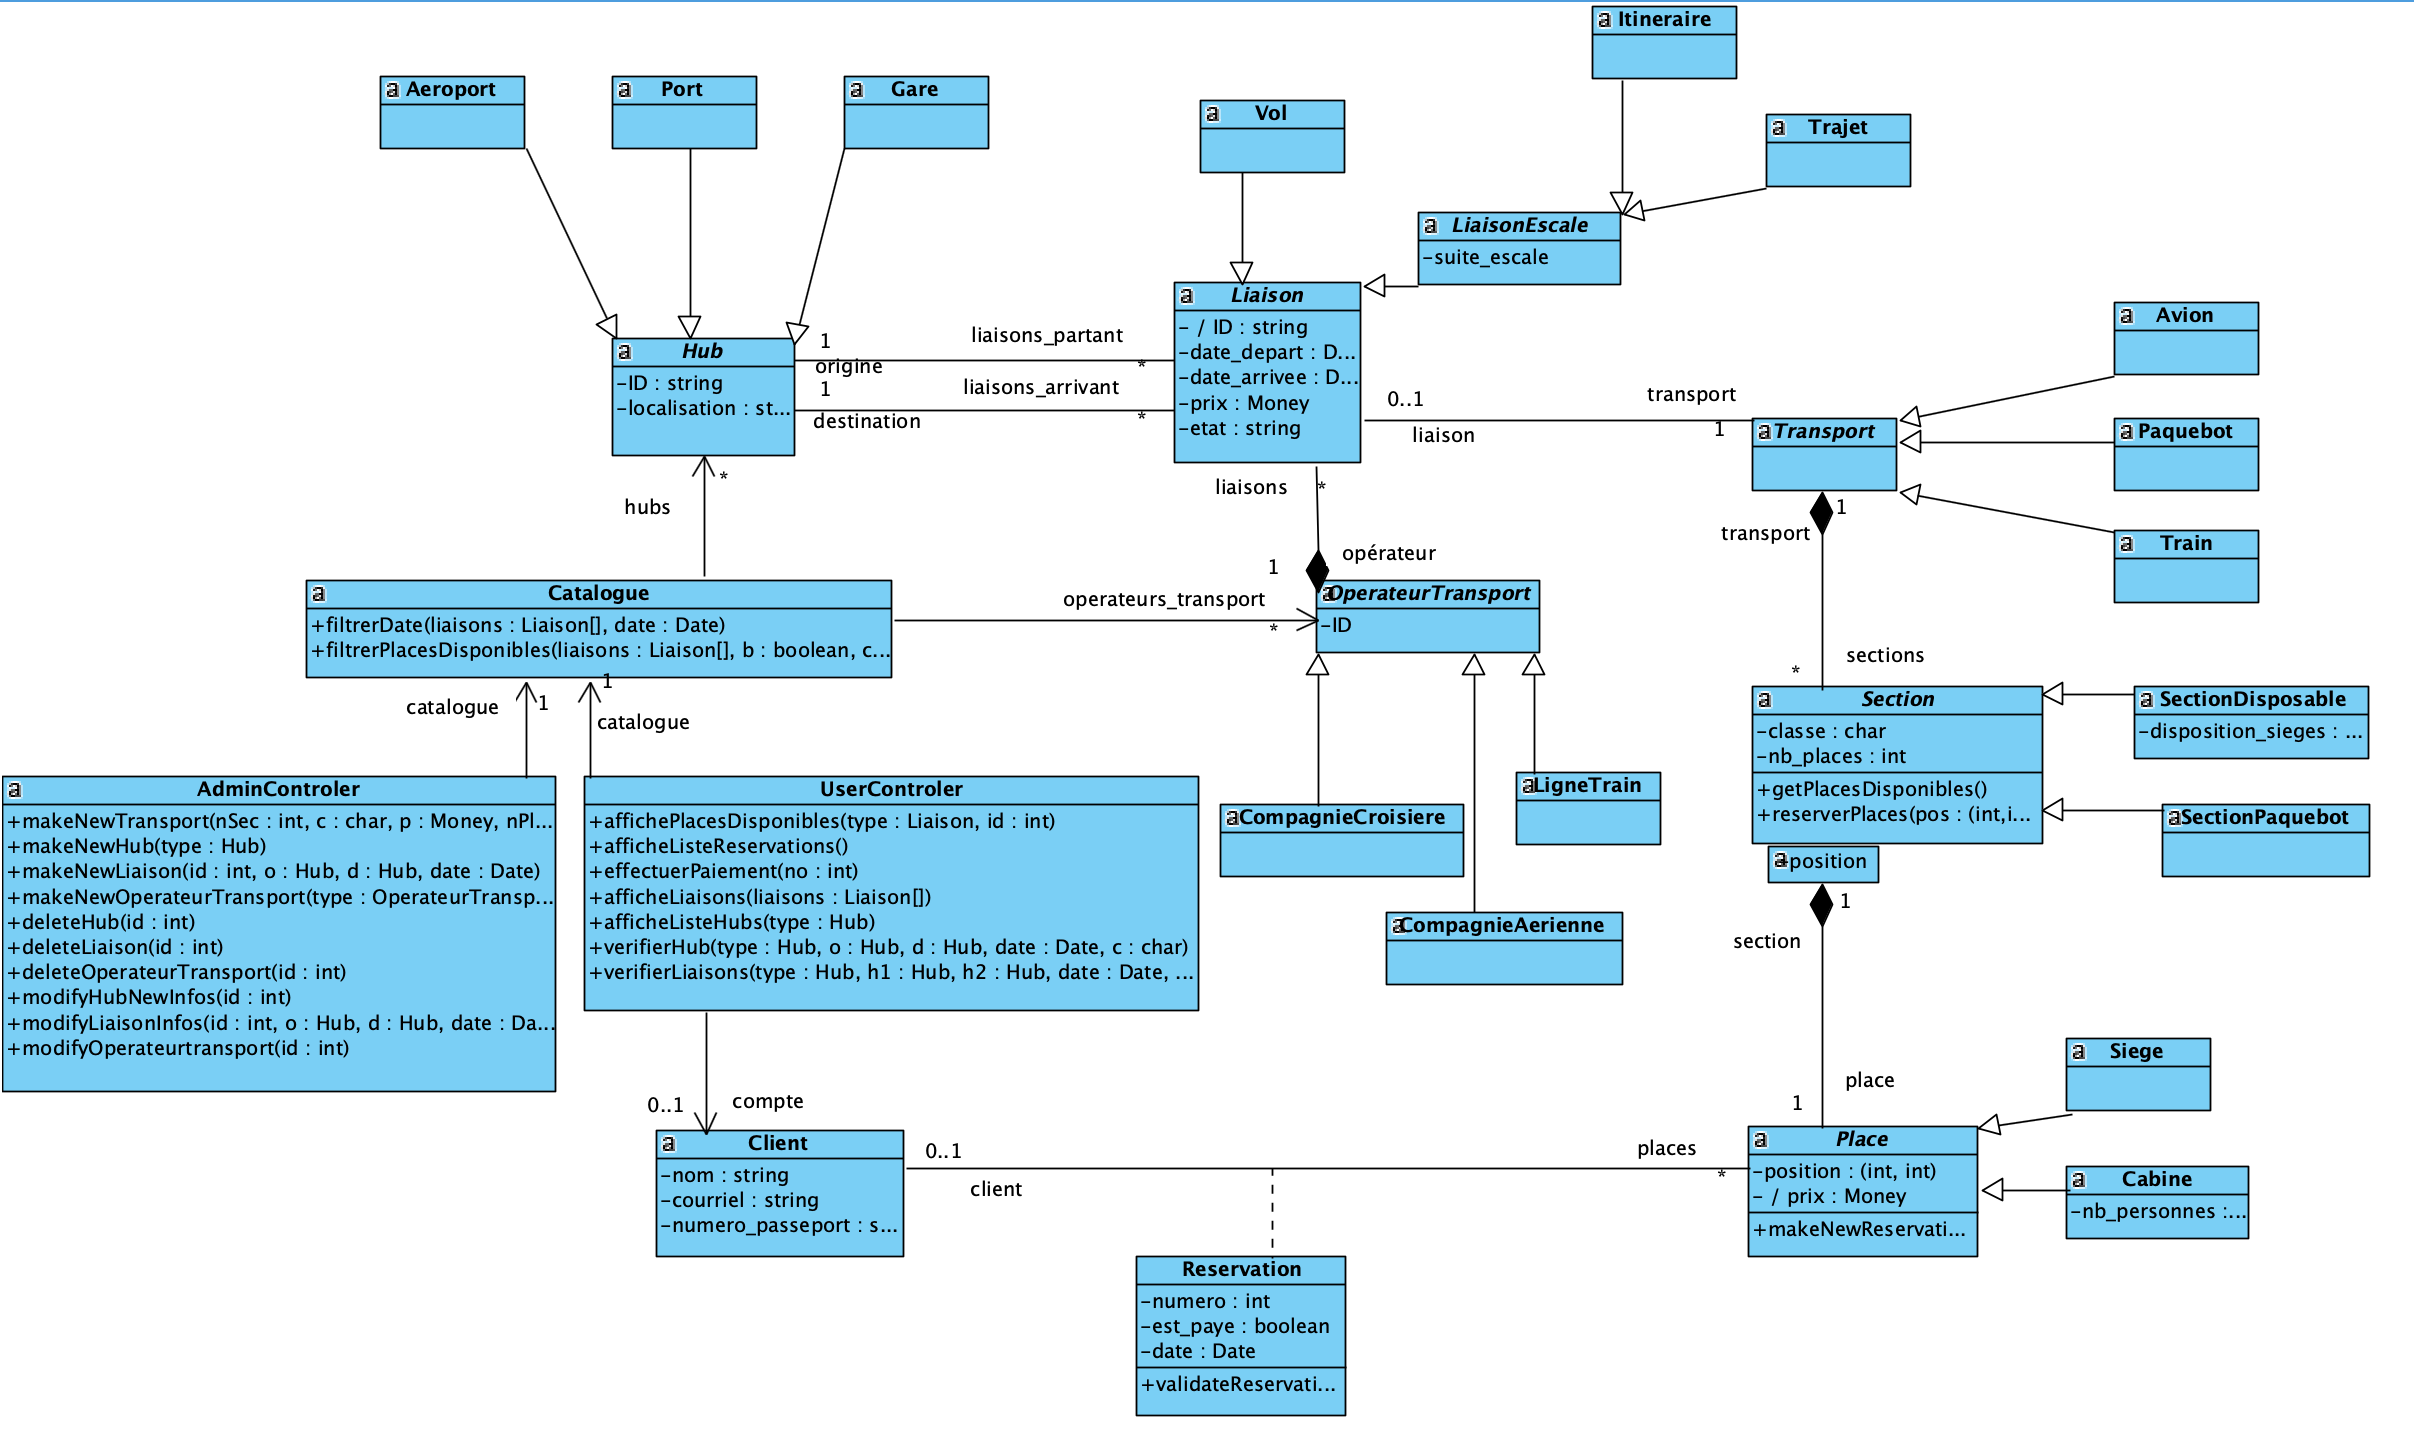 Itineraire
Aeroport
Port
Gare
Vol
Trajet
LiaisonEscale
-suite_escale
Liaison
- / ID : string
-date_depart : D...
-date_arrivee : D...
-prix : Money
-etat : string
Avion
Paquebot
Train
Hub
-ID : string
-localisation : st...
1
origine
liaisons_partant
*
1
destination
liaisons_arrivant
*
0..1
liaison
transport
1
Transport
hubs
*
liaisons
*
1
opérateur
transport
1
sections
*
Catalogue
+filtrerDate(liaisons : Liaison[], date : Date)
+filtrerPlacesDisponibles(liaisons : Liaison[], b : boolean, c...
operateurs_transport
*
OperateurTransport
-ID
catalogue
1
1
catalogue
Section
-classe : char
-nb_places : int
+getPlacesDisponibles()
+reserverPlaces(pos : (int,i...
SectionDisposable
-disposition_sieges : ...
SectionPaquebot
+position
1
section
AdminControler
+makeNewTransport(nSec : int, c : char, p : Money, nPl...
+makeNewHub(type : Hub)
+makeNewLiaison(id : int, o : Hub, d : Hub, date : Date)
+makeNewOperateurTransport(type : OperateurTransp...
+deleteHub(id : int)
+deleteLiaison(id : int)
+deleteOperateurTransport(id : int)
+modifyHubNewInfos(id : int)
+modifyLiaisonInfos(id : int, o : Hub, d : Hub, date : Da...
+modifyOperateurtransport(id : int)
UserControler
+affichePlacesDisponibles(type : Liaison, id : int)
+afficheListeReservations()
+effectuerPaiement(no : int)
+afficheLiaisons(liaisons : Liaison[])
+afficheListeHubs(type : Hub)
+verifierHub(type : Hub, o : Hub, d : Hub, date : Date, c : char)
+verifierLiaisons(type : Hub, h1 : Hub, h2 : Hub, date : Date, ...
CompagnieCroisiere
LigneTrain
CompagnieAerienne
0..1
compte
Client
-nom : string
-courriel : string
-numero_passeport : s...
0..1
client
places
*
place
1
Place
-position : (int, int)
- / prix : Money
+makeNewReservati...
Siege
Cabine
-nb_personnes :...
Reservation
-numero : int
-est_paye : boolean
-date : Date
+validateReservati...